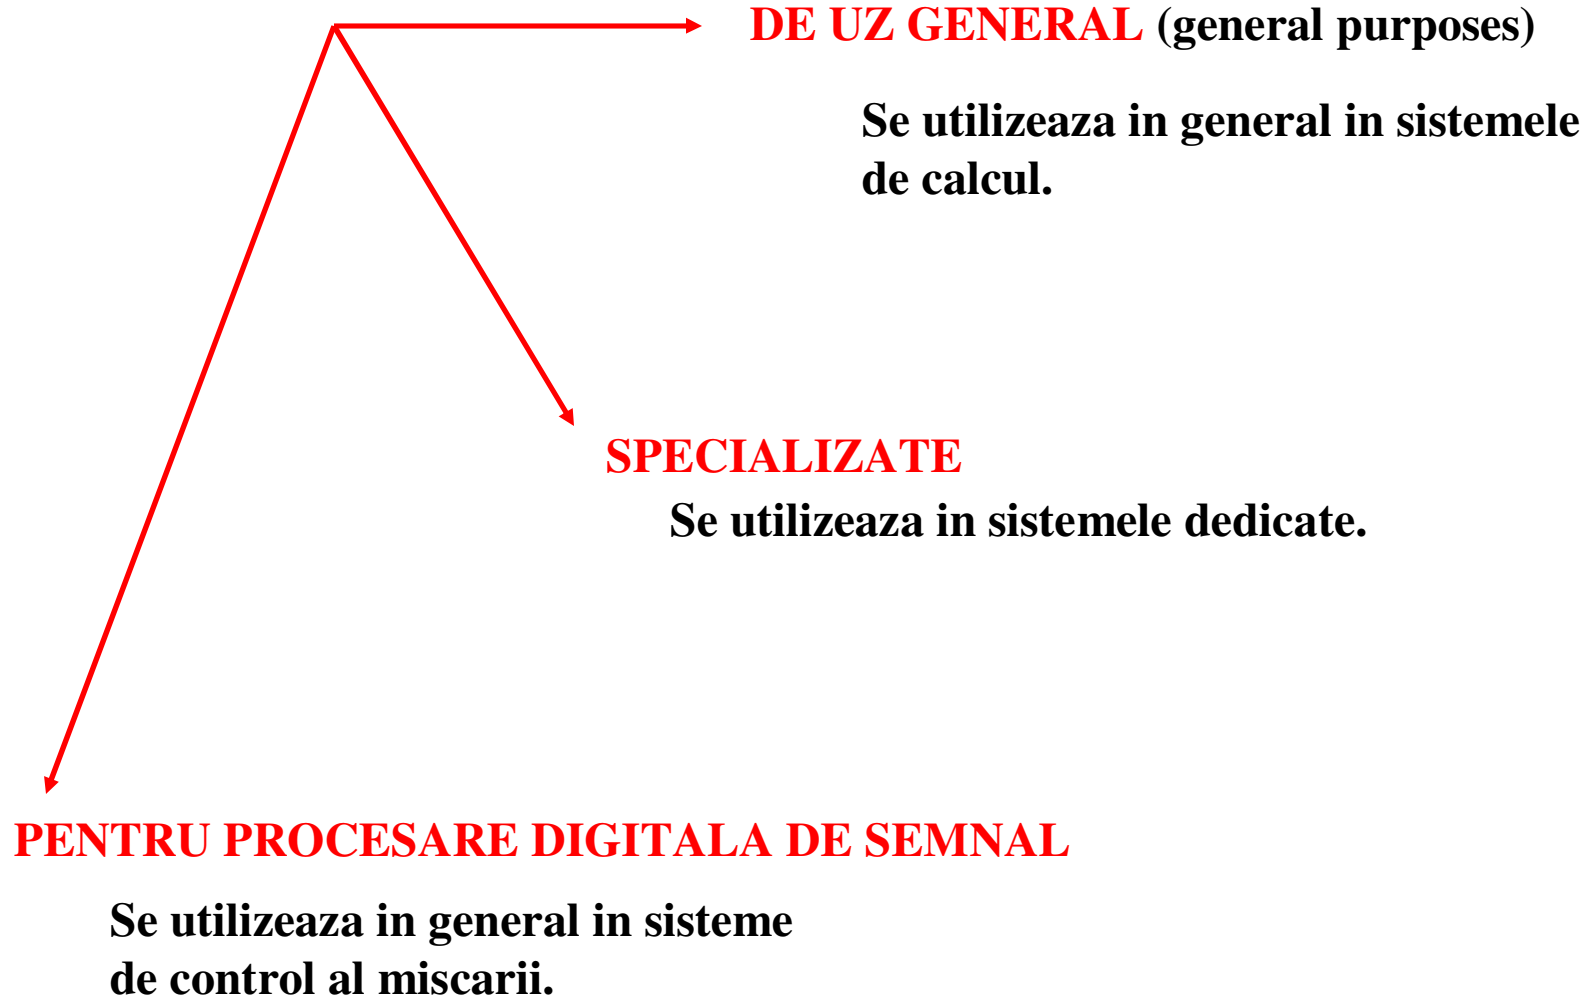 DE UZ GENERAL (general purposes)
Se utilizeaza in general in sistemele
de calcul.
SPECIALIZATE
Se utilizeaza in sistemele dedicate.
PENTRU PROCESARE DIGITALA DE SEMNAL
Se utilizeaza in general in sisteme
de control al miscarii.